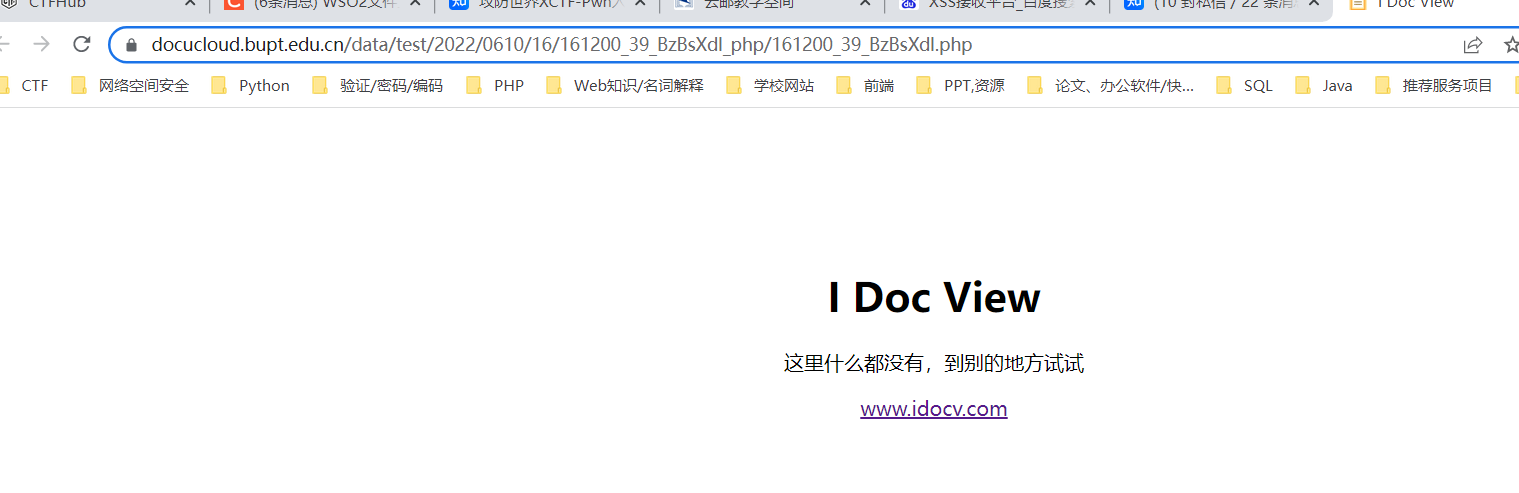 CTFHub
(6条消息) WSO2文件
攻防世界XCTF-Pwn入
云邮教学空间
XSS接收平台_百度搜索
(10 封私信 / 22 条消息
I Doc View
docucloud.bupt.edu.cn/data/test/2022/0610/16/161200_39_BzBsXdI_php/161200_39_BzBsXdI.php
CTF 网络空间安全 Python 验证/密码/编码 PHP Web知识/名词解释 学校网站 前端 PPT,资源 论文、办公软件/快... SQL Java 推荐服务项目
I Doc View
这里什么都没有，到别的地方试试
www.idocv.com